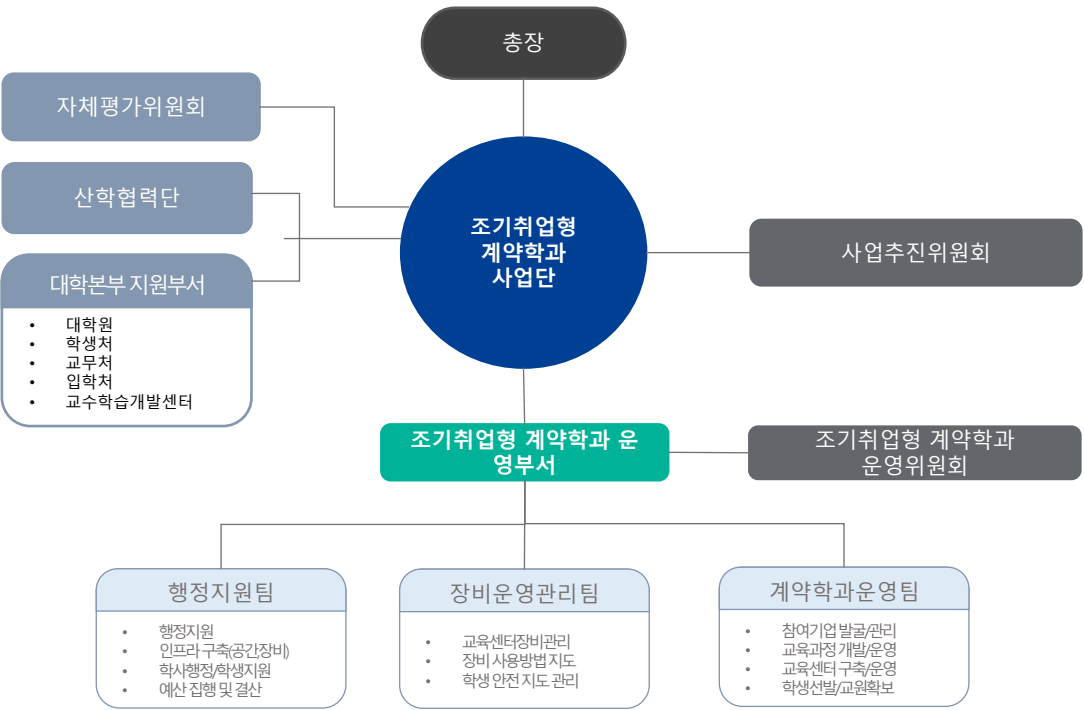 총장
자체평가위원회
산학협력단
대학본부 지원부서
• 대학원
• 학생처
• 교무처
• 입학처
• 교수학습개발센터
조기취업형
계약학과
사업단
사업추진위원회
조기취업형 계약학과 운
영부서
조기취업형 계약학과
운영위원회
행정지원팀
• 행정지원
• 인프라 구축(공간,장비)
• 학사행정/학생지원
• 예산 집행 및 결산
장비운영관리팀
• 교육센터장비관리
• 장비 사용방법 지도
• 학생 안전 지도 관리
계약학과운영팀
• 참여기업 발굴/관리
• 교육과정 개발/운영
• 교육센터 구축/운영
• 학생선발/교원확보